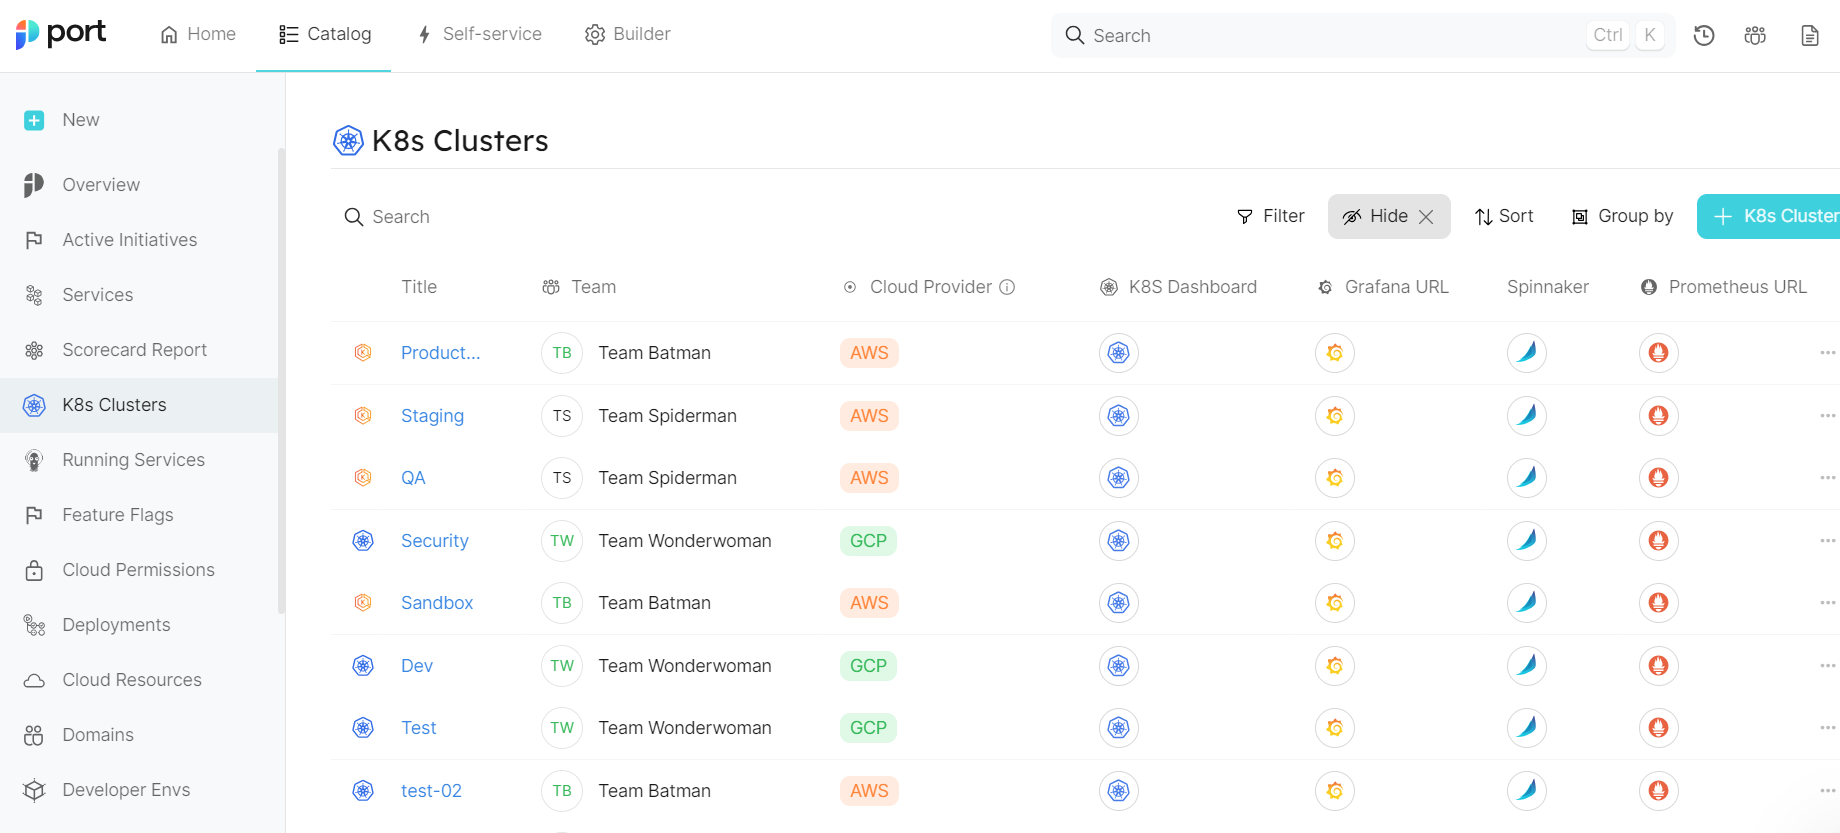 port Home Catalog Self-service Builder Search Ctrl K
New
Overview
Active Initiatives
Services
Scorecard Report
K8s Clusters
Running Services
Feature Flags
Cloud Permissions
Deployments
Cloud Resources
Domains
Developer Envs
K8s Clusters
Search Filter Hide Sort Group by + K8s Cluster
Title Team Cloud Provider K8S Dashboard Grafana URL Spinnaker Prometheus URL
Product... TB Team Batman AWS ...
Staging TS Team Spiderman AWS ...
QA TS Team Spiderman AWS ...
Security TW Team Wonderwoman GCP ...
Sandbox TB Team Batman AWS ...
Dev TW Team Wonderwoman GCP ...
Test TW Team Wonderwoman GCP ...
test-02 TB Team Batman AWS ...